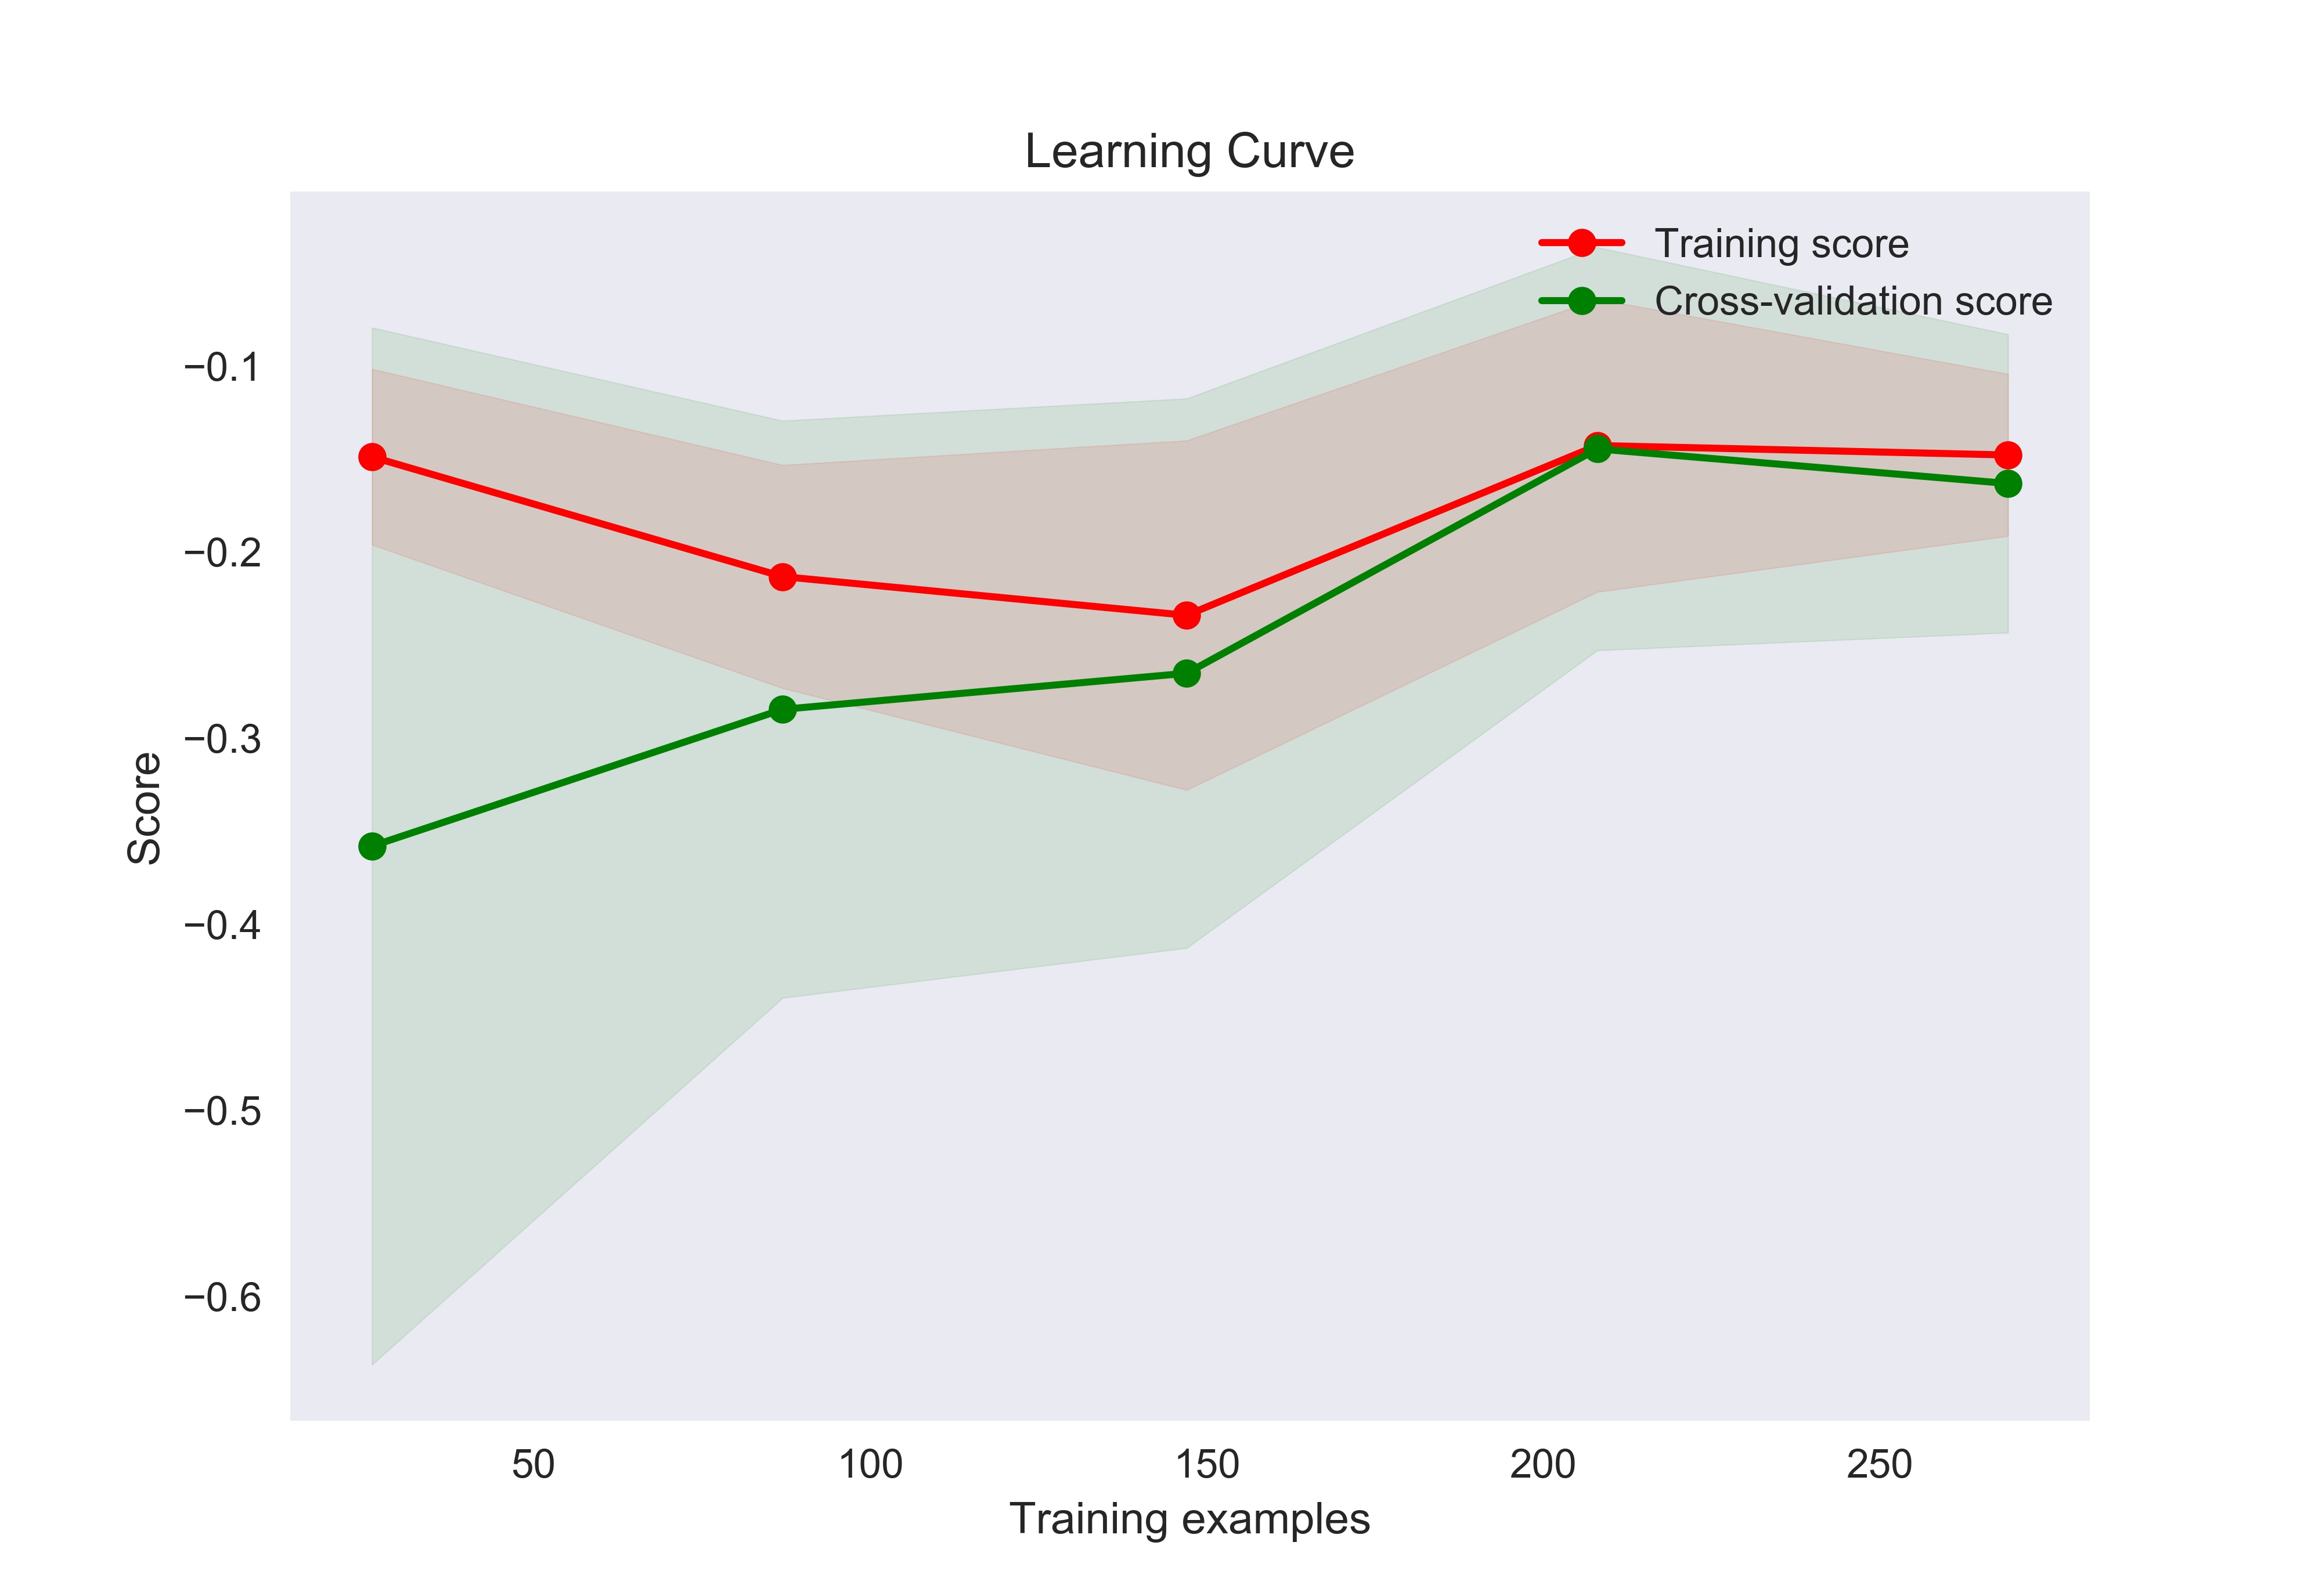 Learning Curve
Training score
Cross-validation score
−0.1
−0.2
−0.3
−0.4
−0.5
−0.6
Score
50 100 150 200 250
Training examples